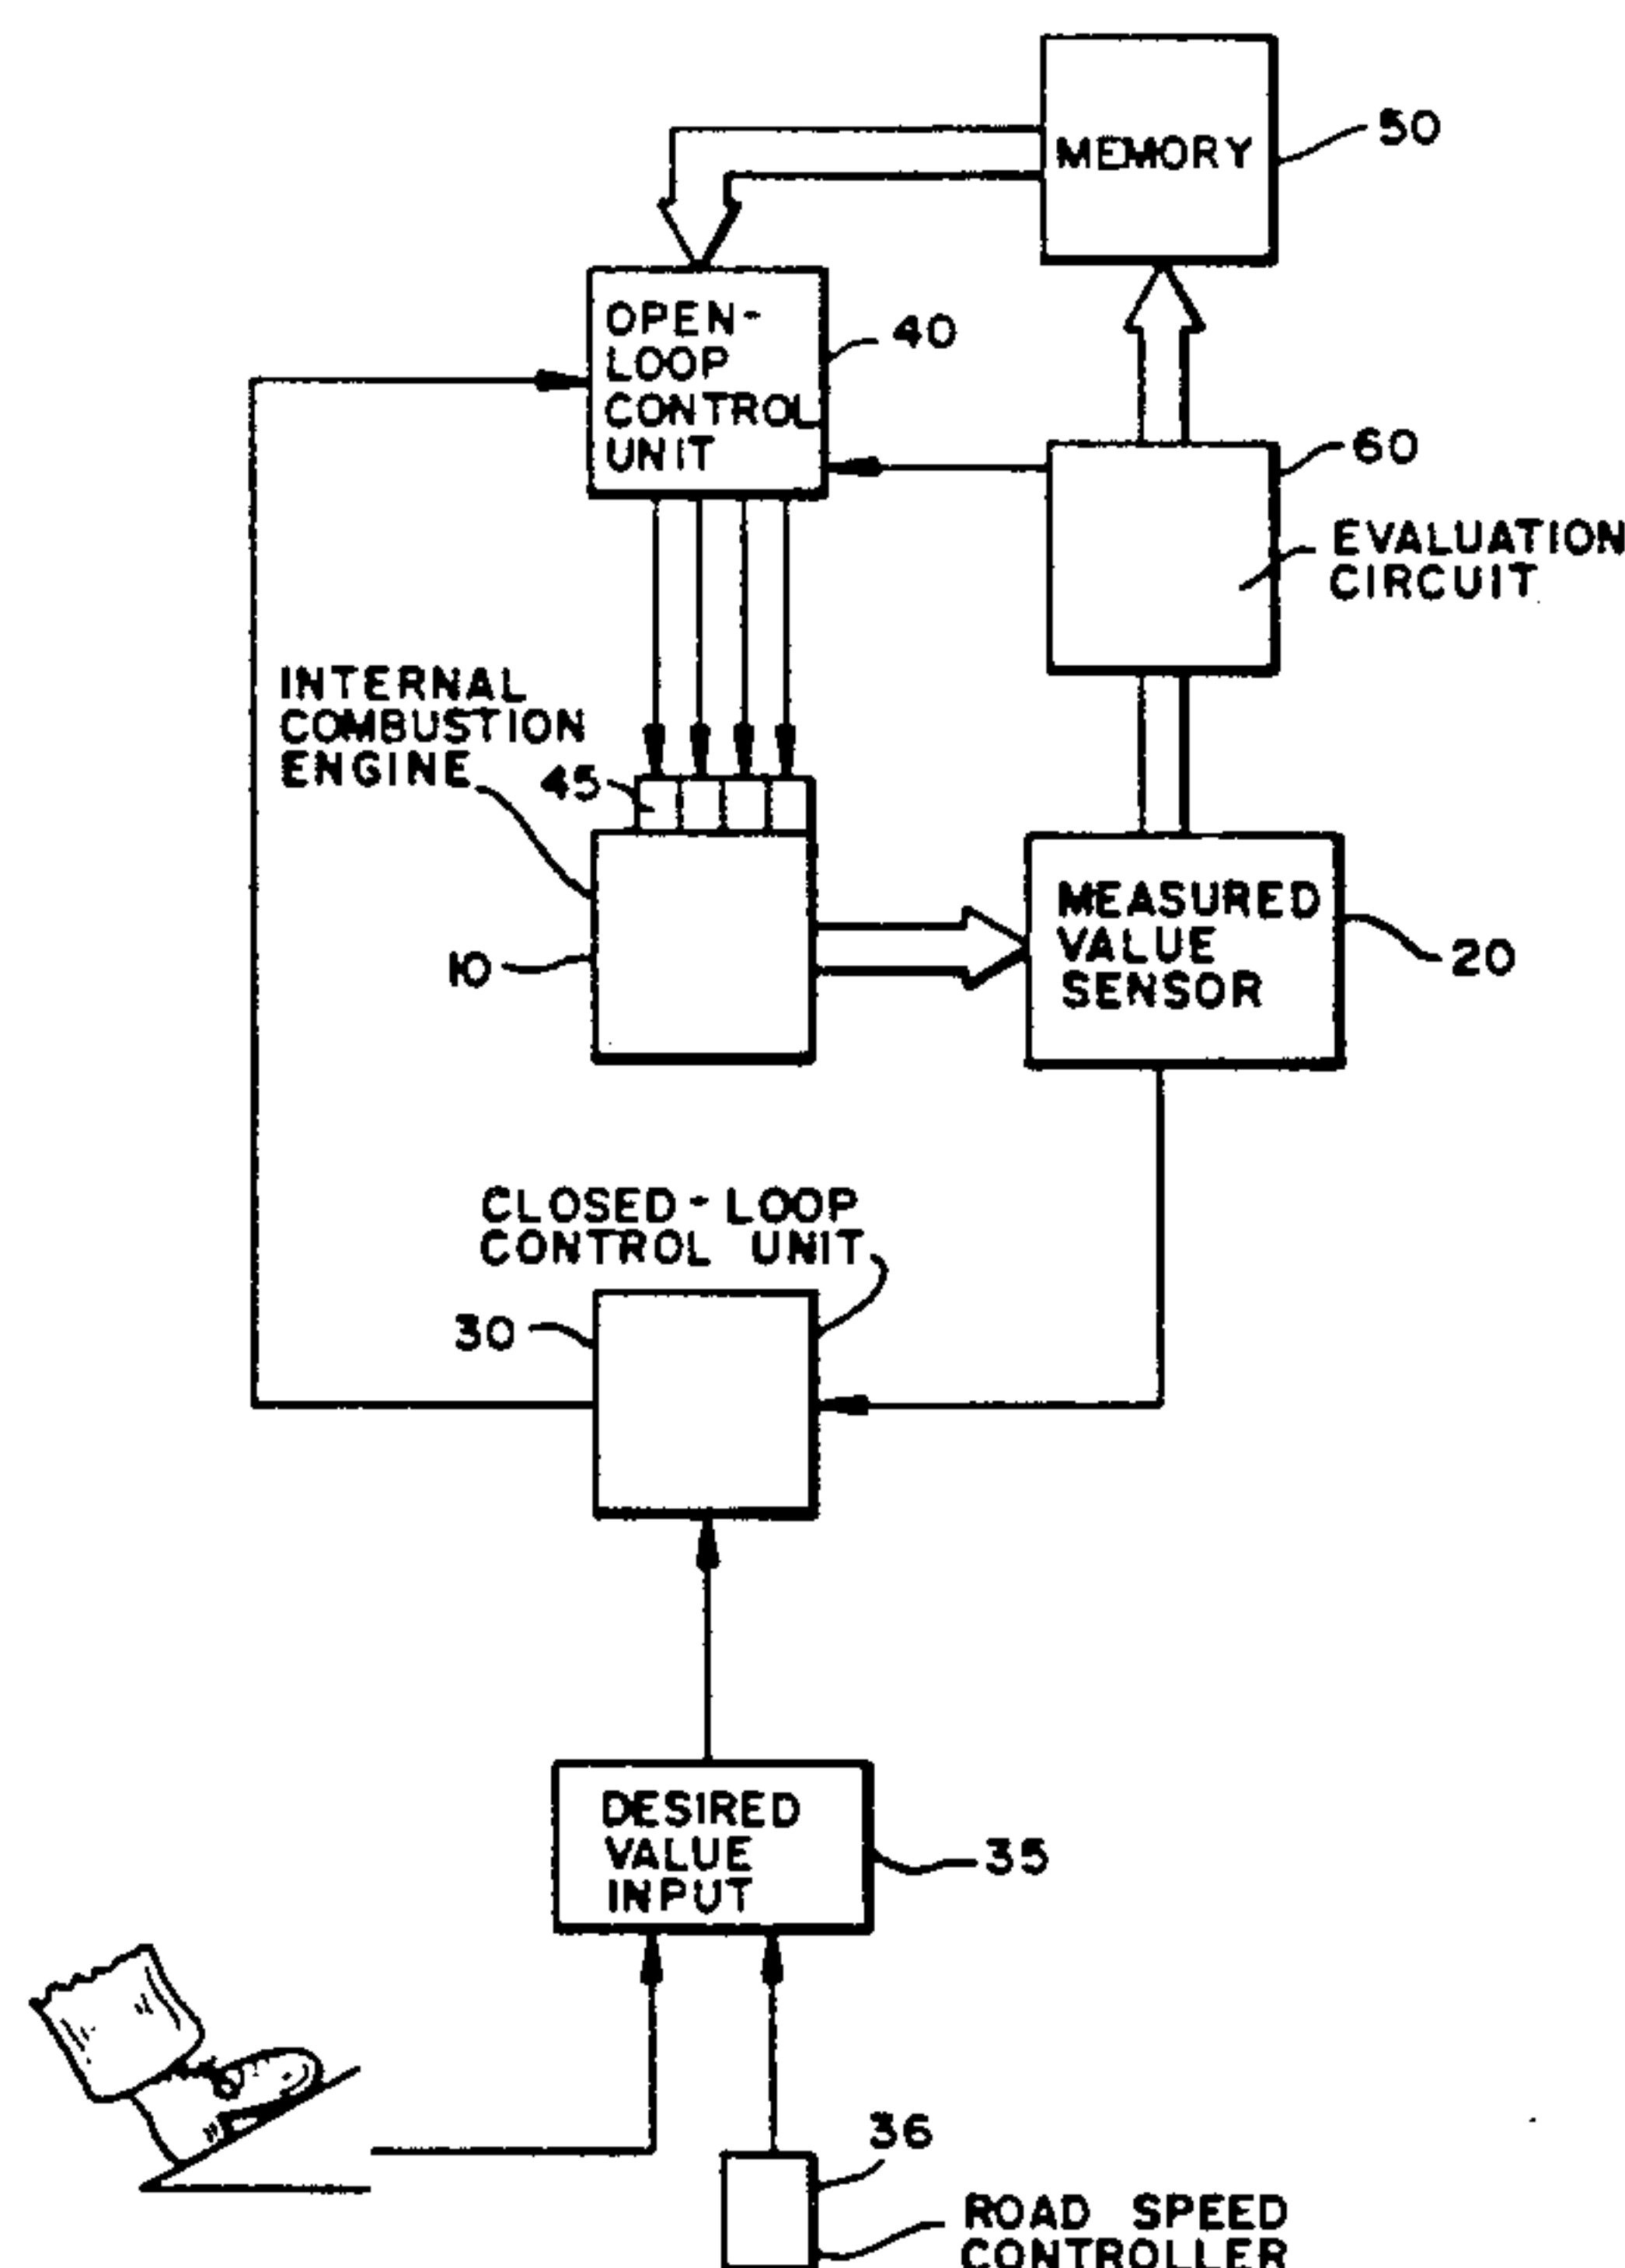 MEMORY
50
OPEN-
LOOP
CONTROL
UNIT
40
60
EVALUATION
CIRCUIT
INTERNAL
COMBUSTION
ENGINE
45
10
MEASURED
VALUE
SENSOR
20
CLOSED-LOOP
CONTROL UNIT
30
DESIRED
VALUE
INPUT
35
36
ROAD SPEED
CONTROLLER